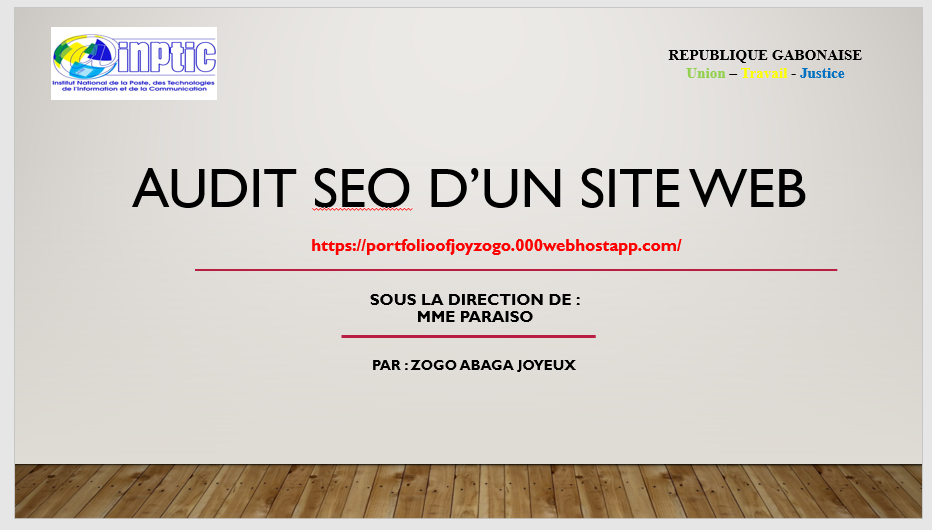 inptic
Institut National de la Poste, des Technologies
de l'Information et de la Communication
REPUBLIQUE GABONAISE
Union – Travail - Justice
AUDIT SEO D’UN SITE WEB
https://portfolioofjoyzogo.000webhostapp.com/
SOUS LA DIRECTION DE :
MME PARAISO
PAR : ZOGO ABAGA JOYEUX